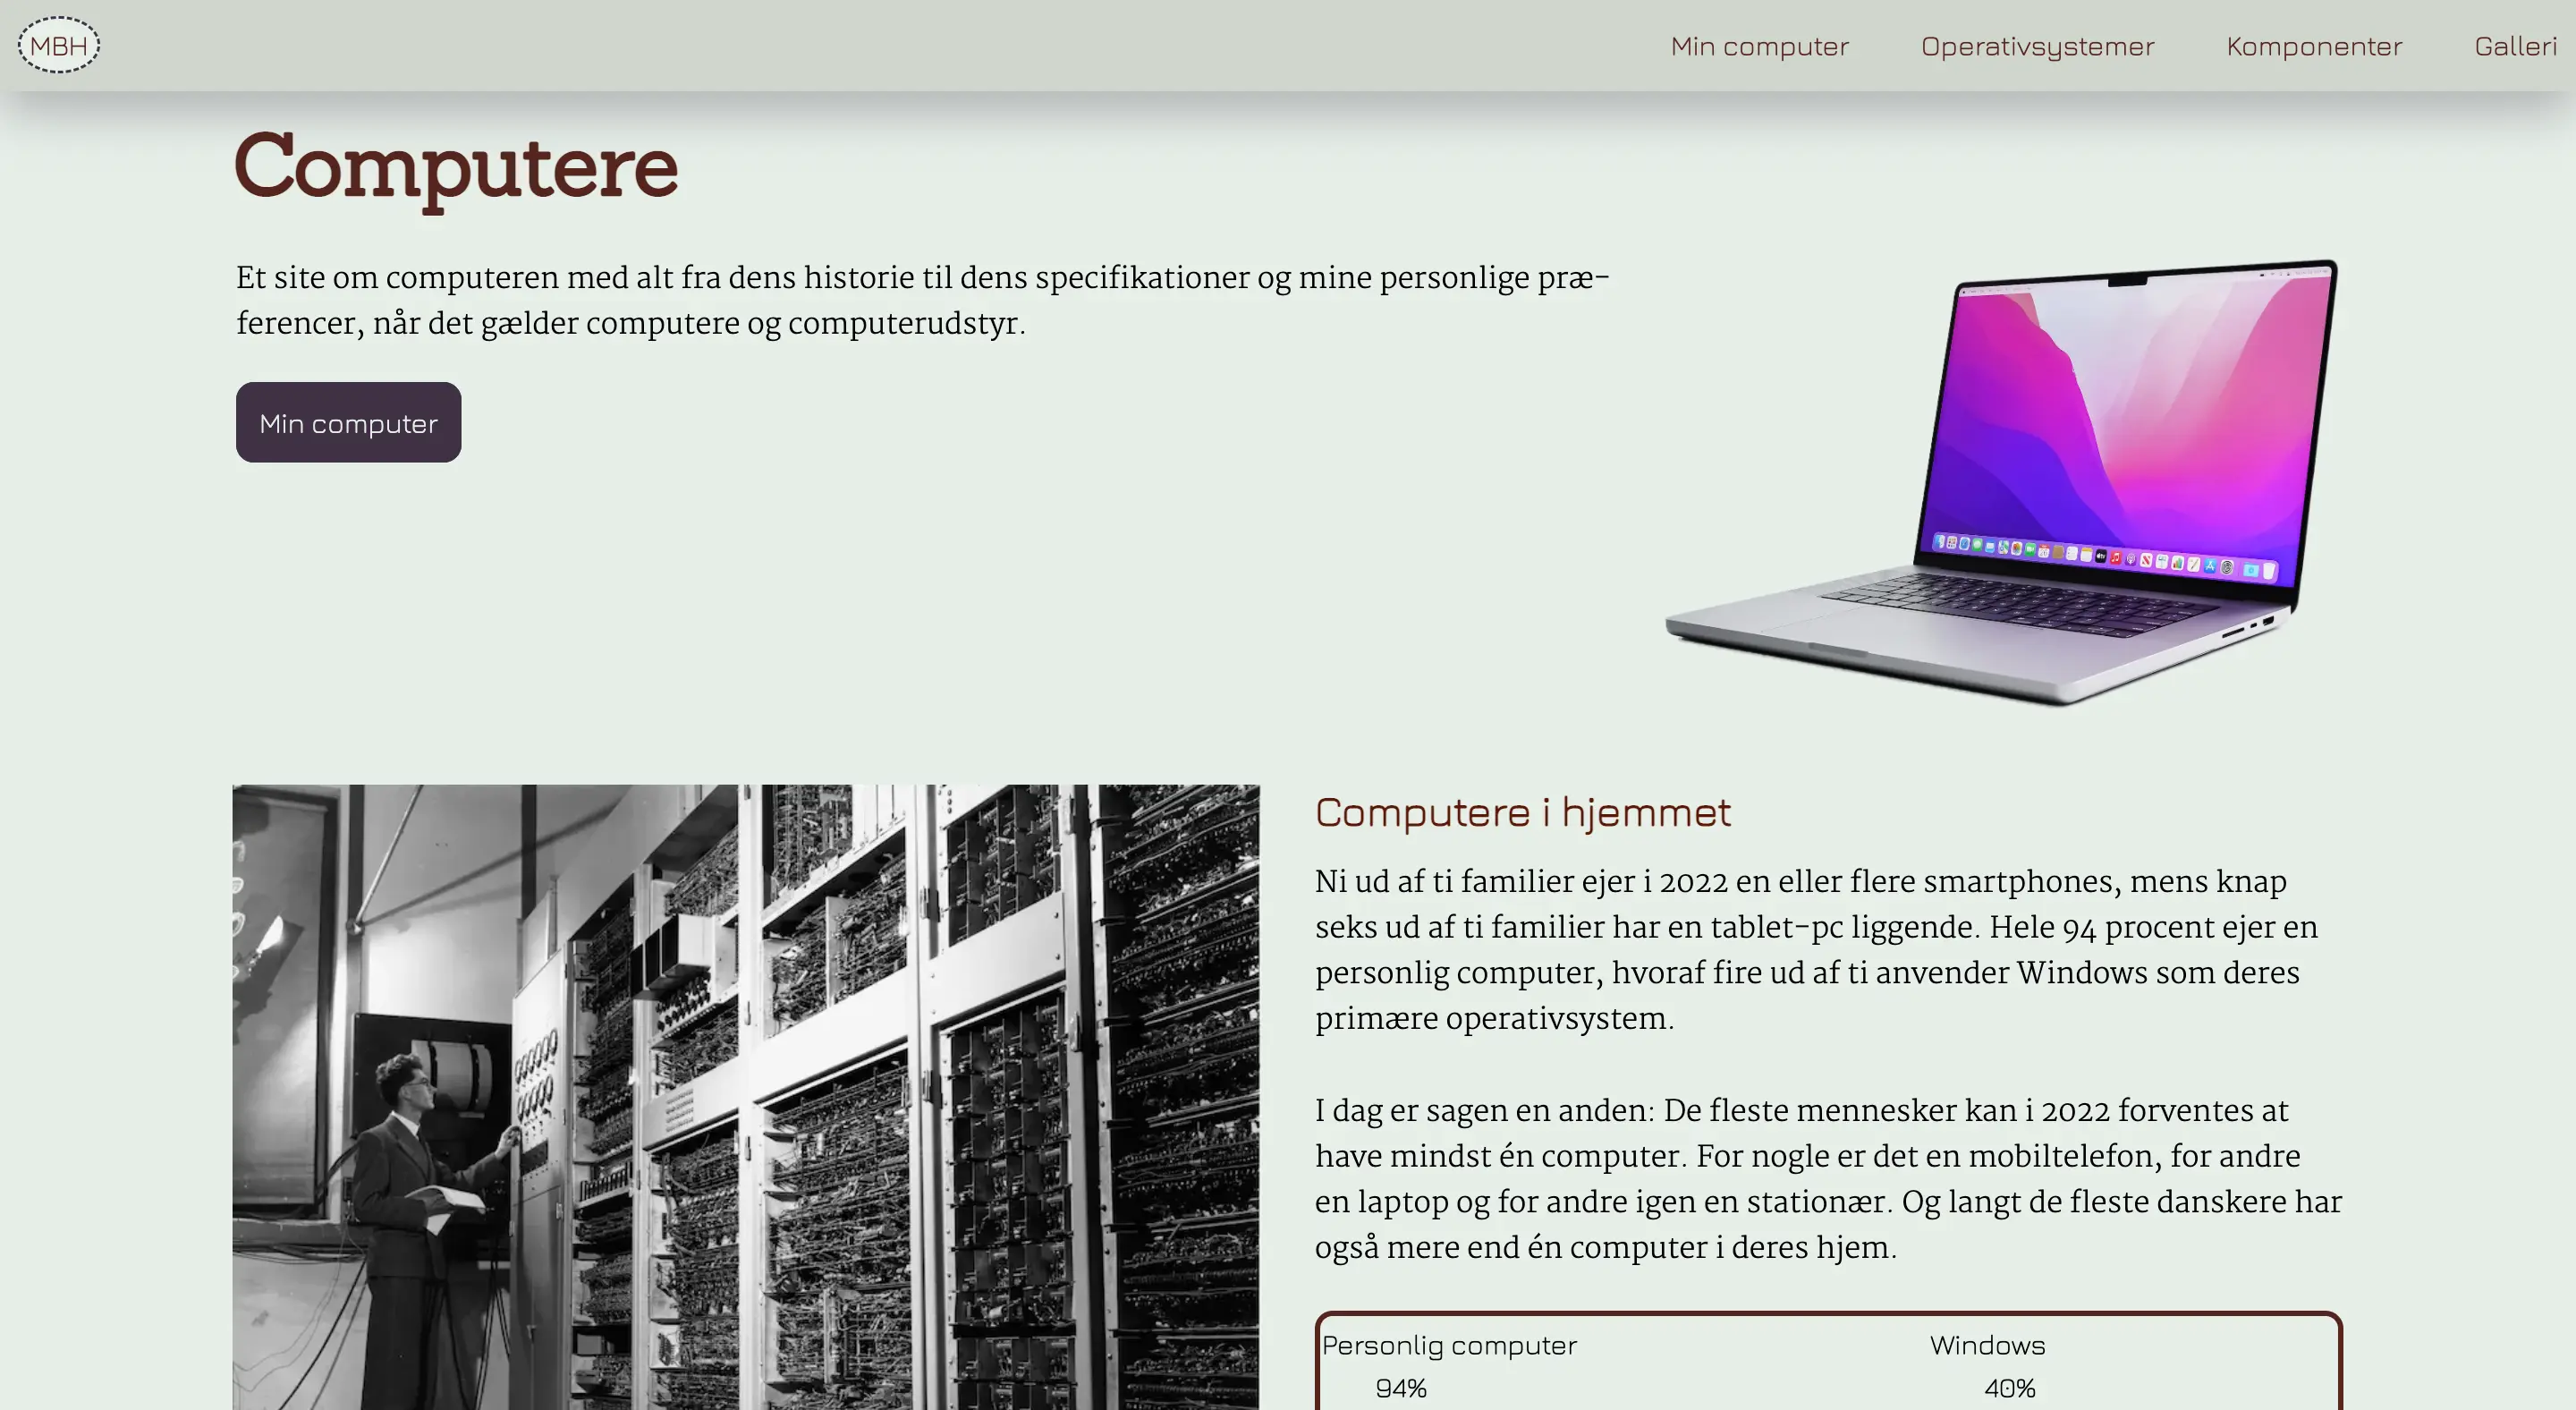 MBH
Min computer
Operativsystemer
Komponenter
Galleri
Computere
Et site om computeren med alt fra dens historie til dens specifikationer og mine personlige præ-
ferencer, når det gælder computere og computerudstyr.
Min computer
Computere i hjemmet
Ni ud af ti familier ejer i 2022 en eller flere smartphones, mens knap
seks ud af ti familier har en tablet-pc liggende. Hele 94 procent ejer en
personlig computer, hvoraf fire ud af ti anvender Windows som deres
primære operativsystem.
I dag er sagen en anden: De fleste mennesker kan i 2022 forventes at
have mindst én computer. For nogle er det en mobiltelefon, for andre
en laptop og for andre igen en stationær. Og langt de fleste danskere har
også mere end én computer i deres hjem.
Personlig computer
Windows
94%
40%